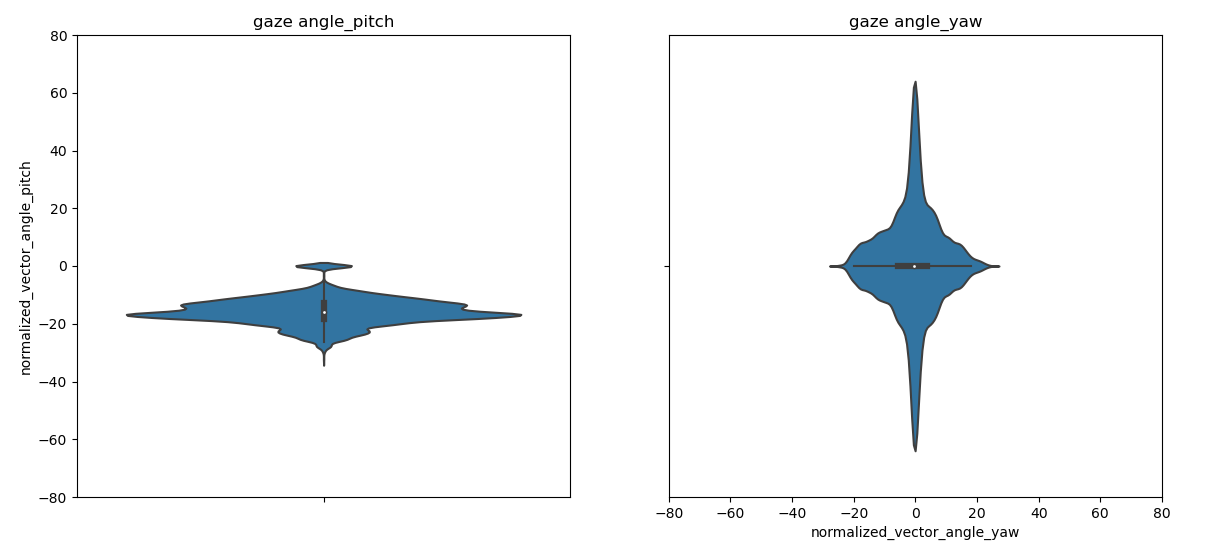 gaze angle_pitch
80
60
40
20
0
−20
−40
−60
−80
normalized_vector_angle_pitch
gaze angle_yaw
−80 −60 −40 −20 0 20 40 60 80
normalized_vector_angle_yaw